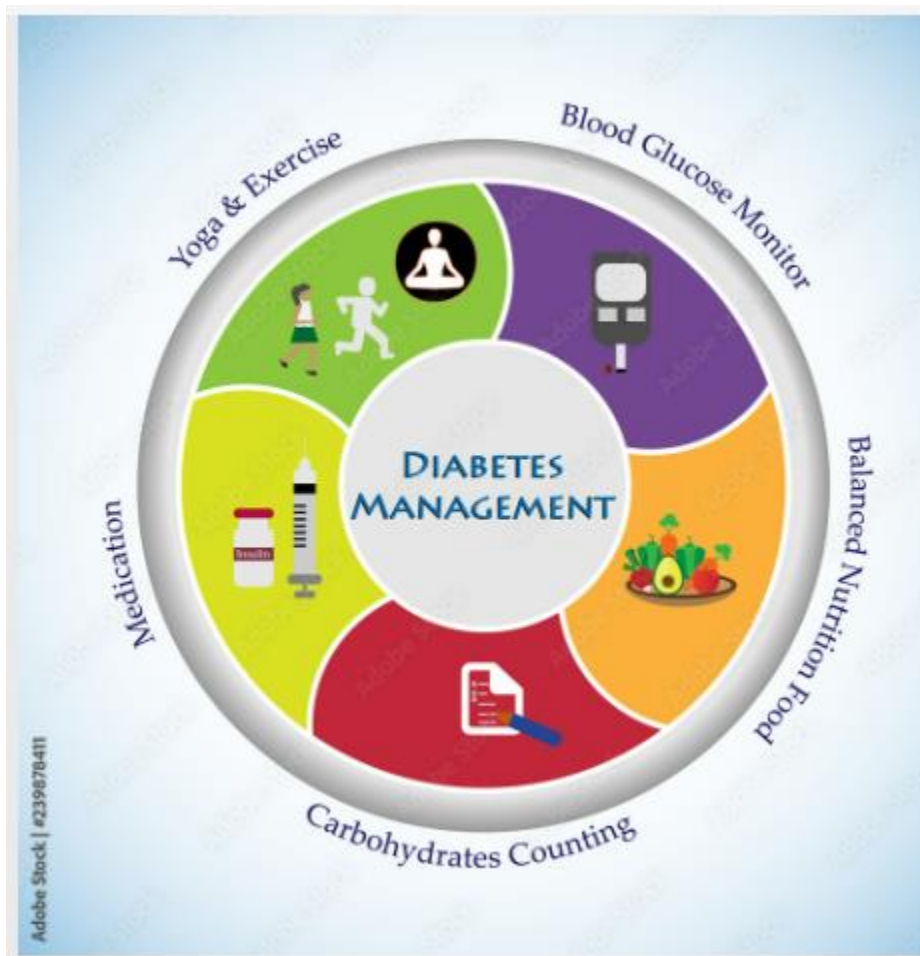 Blood Glucose Monitor
Yoga & Exercise
DIABETES
MANAGEMENT
Balanced Nutrition Food
Medication
Insulin
Carbohydrates Counting
Adobe Stock | #239878411